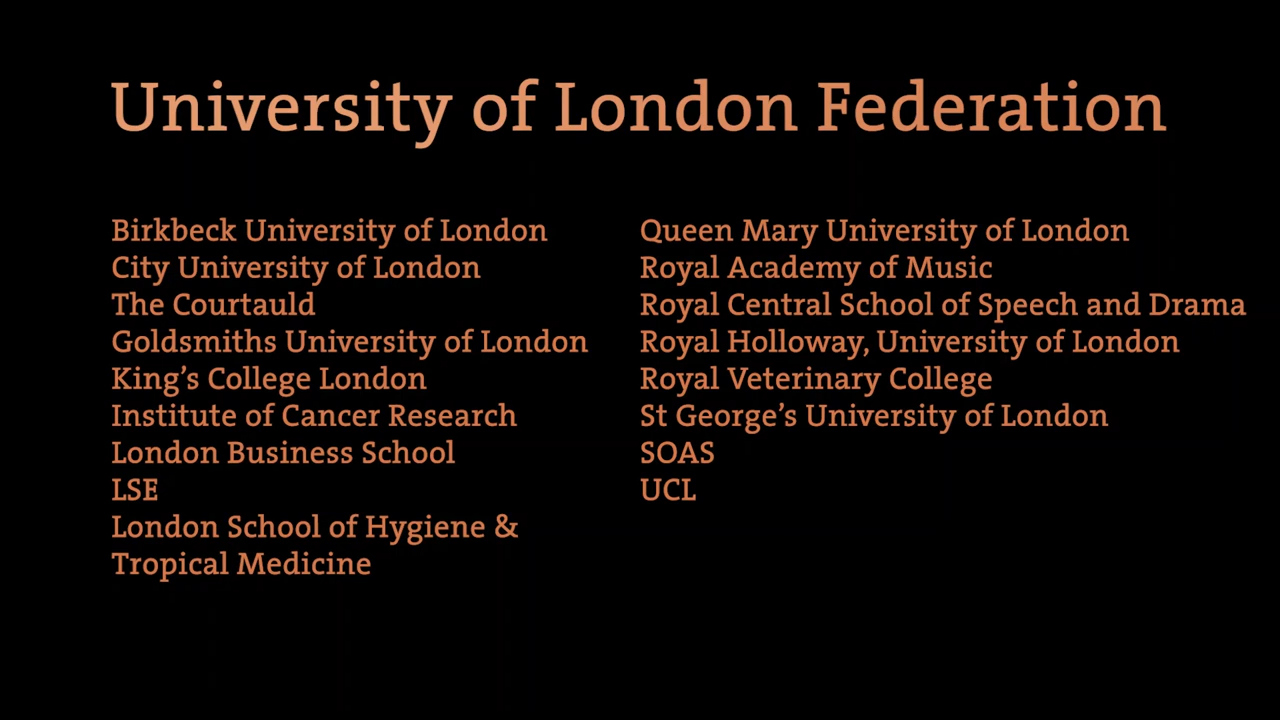 University of London Federation
Birkbeck University of London
City University of London
The Courtauld
Goldsmiths University of London
King’s College London
Institute of Cancer Research
London Business School
LSE
London School of Hygiene &
Tropical Medicine
Queen Mary University of London
Royal Academy of Music
Royal Central School of Speech and Drama
Royal Holloway, University of London
Royal Veterinary College
St George’s University of London
SOAS
UCL